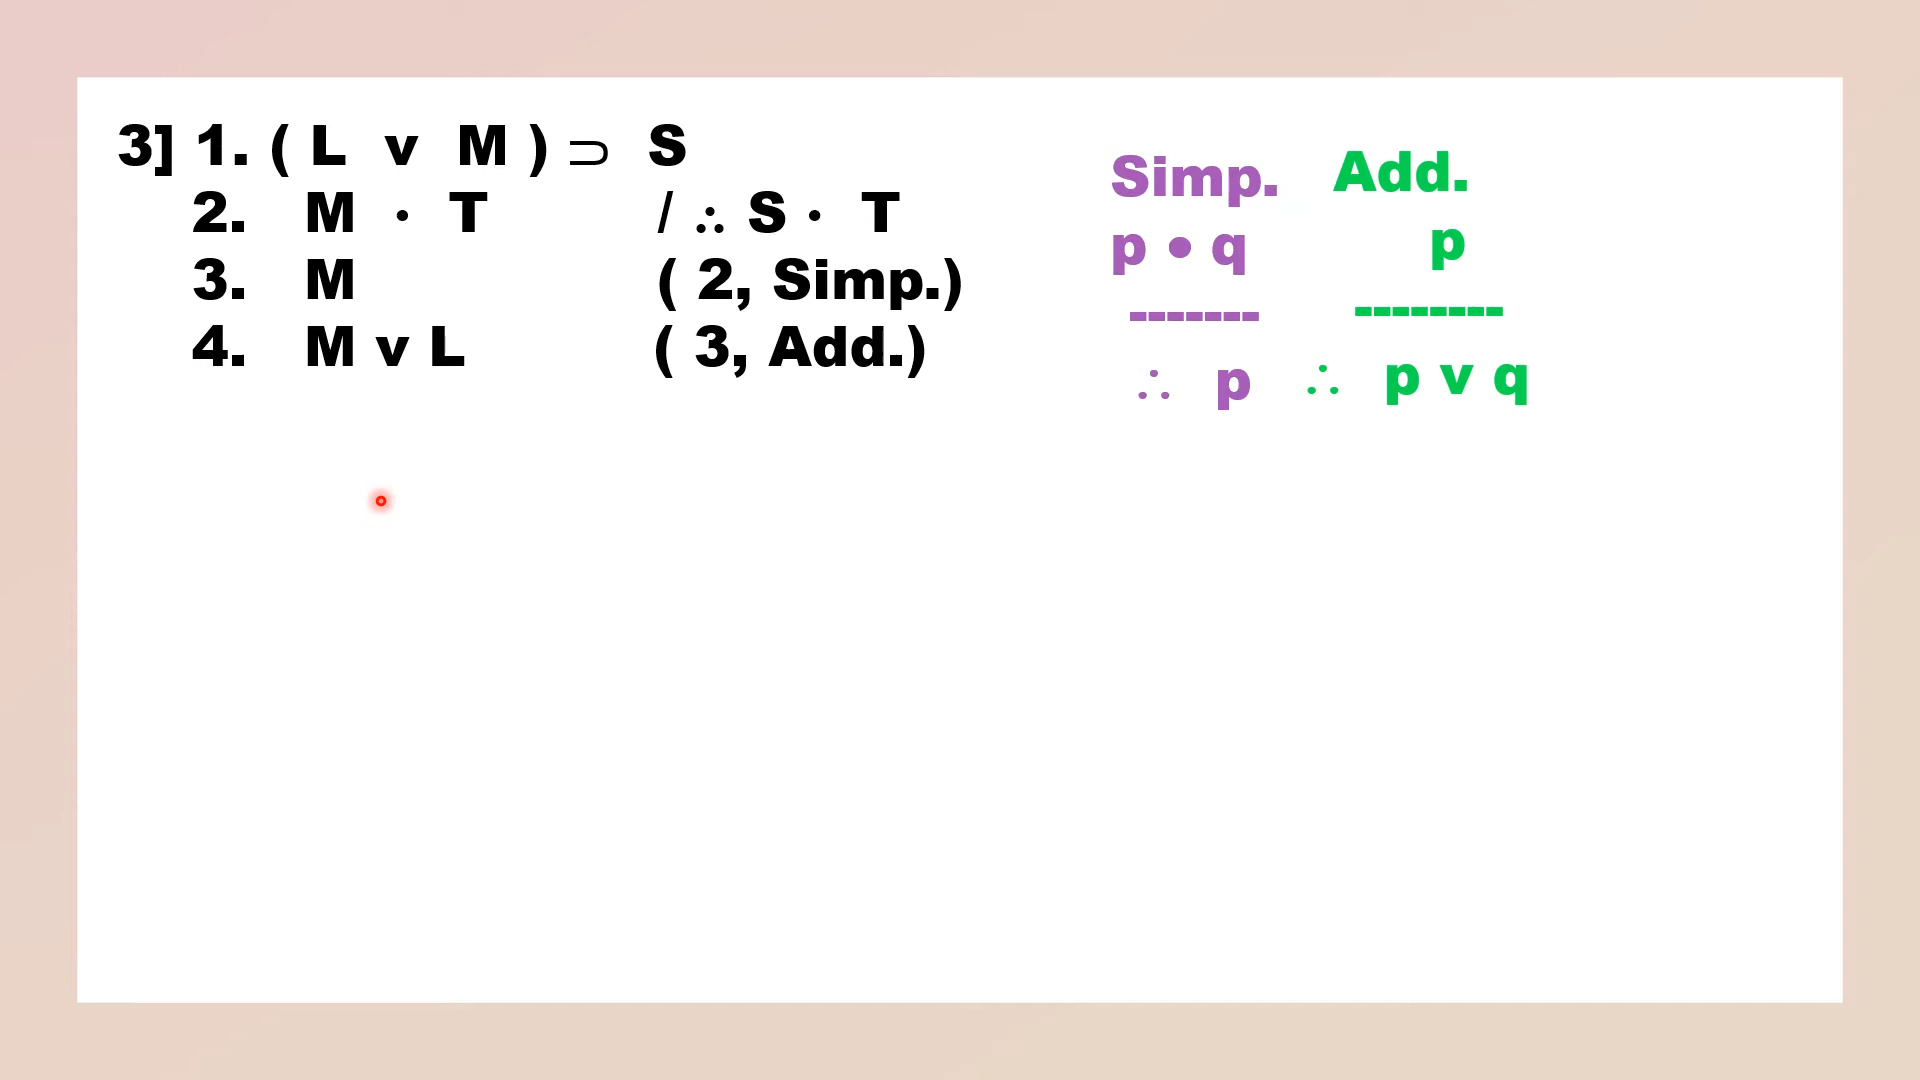 3] 1. ( L v M ) ⊃ S
2. M · T / ∴ S · T
3. M ( 2, Simp.)
4. M v L ( 3, Add.)
Simp.
p • q
-------
∴ p
Add.
p
--------
∴ p v q